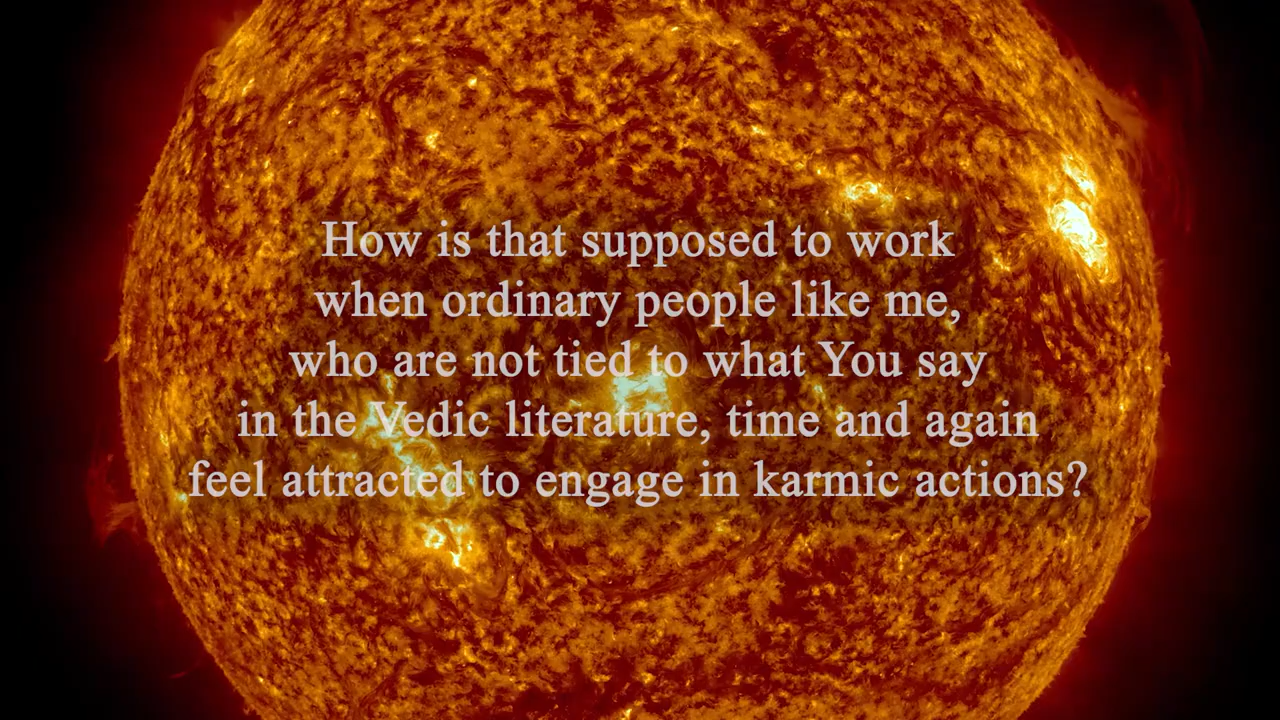 How is that supposed to work
when ordinary people like me,
who are not tied to what You say
in the Vedic literature, time and again
feel attracted to engage in karmic actions?